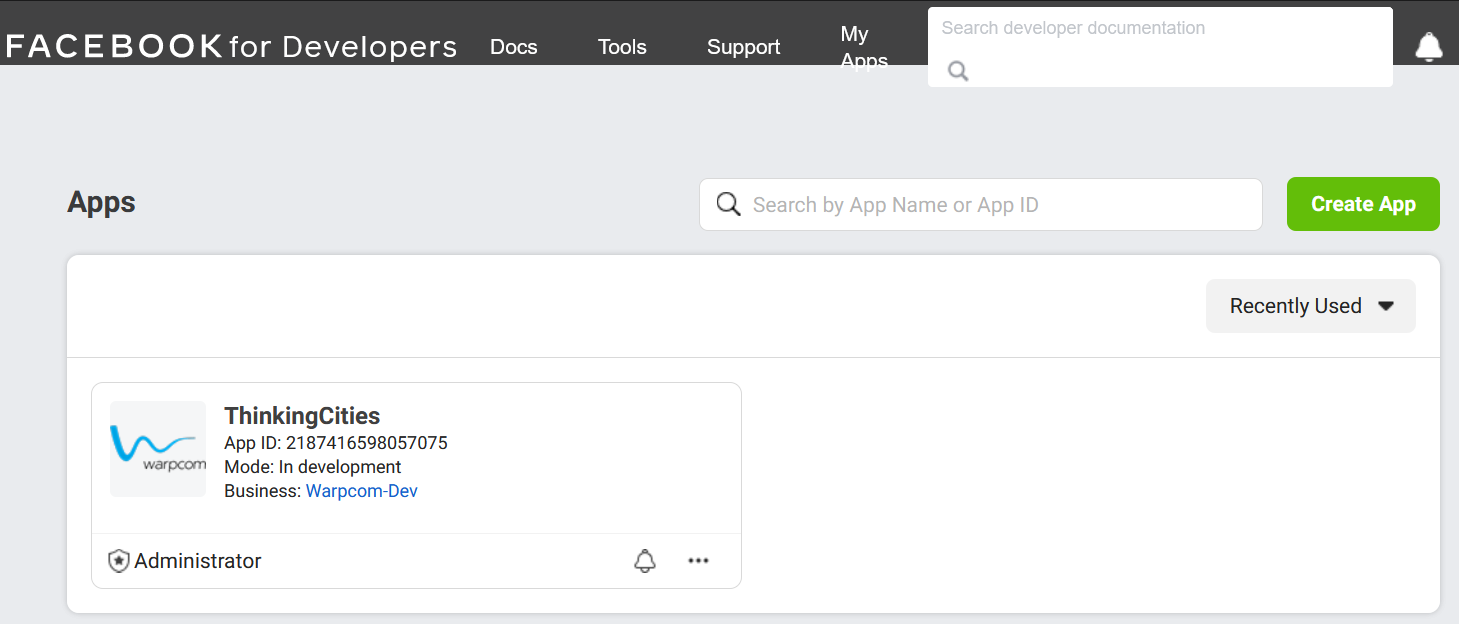 FACEBOOK for Developers Docs Tools Support My Apps
Search developer documentation
Apps
Search by App Name or App ID
Create App
Recently Used
warpcom
ThinkingCities
App ID: 2187416598057075
Mode: In development
Business: Warpcom-Dev
Administrator